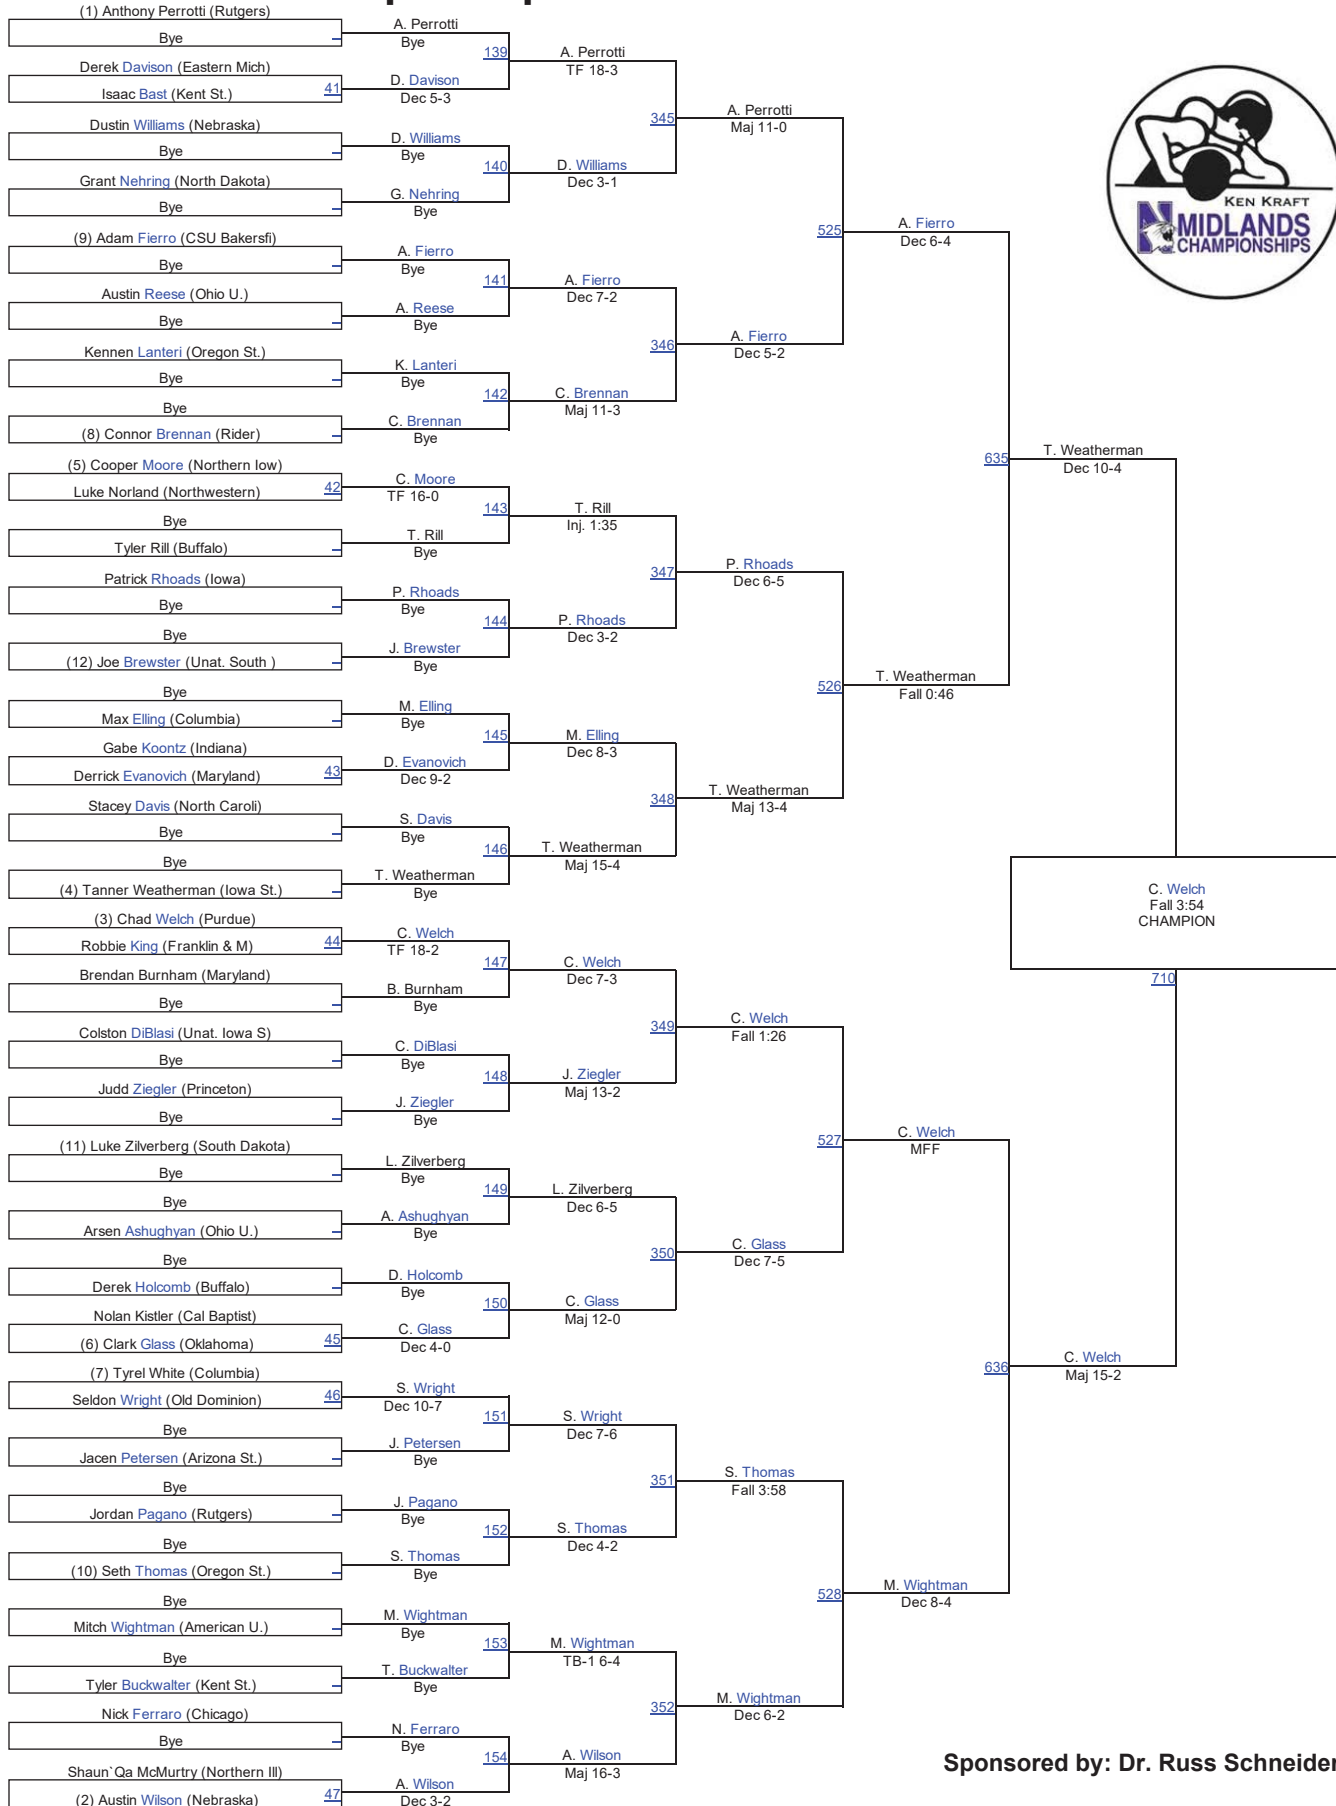 (1) Anthony Perrotti (Rutgers)
Bye
Derek Davison (Eastern Mich)
41
Isaac Bast (Kent St.)
Dustin Williams (Nebraska)
Bye
Grant Nehring (North Dakota)
Bye
(9) Adam Fierro (CSU Bakersfi)
Bye
Austin Reese (Ohio U.)
Bye
Kennen Lanteri (Oregon St.)
Bye
Bye
(8) Connor Brennan (Rider)
(5) Cooper Moore (Northern Iow)
42
Luke Norland (Northwestern)
Bye
Tyler Rill (Buffalo)
Patrick Rhoads (Iowa)
Bye
Bye
(12) Joe Brewster (Unat. South )
Bye
Max Elling (Columbia)
Gabe Koontz (Indiana)
43
Derrick Evanovich (Maryland)
Stacey Davis (North Caroli)
Bye
Bye
(4) Tanner Weatherman (Iowa St.)
(3) Chad Welch (Purdue)
44
Robbie King (Franklin & M)
Brendan Burnham (Maryland)
Bye
Colston DiBlasi (Unat. Iowa S)
Bye
Judd Ziegler (Princeton)
Bye
(11) Luke Zilverberg (South Dakota)
Bye
Bye
Arsen Ashughyan (Ohio U.)
Bye
Derek Holcomb (Buffalo)
Nolan Kistler (Cal Baptist)
45
(6) Clark Glass (Oklahoma)
(7) Tyrel White (Columbia)
46
Seldon Wright (Old Dominion)
Bye
Jacen Petersen (Arizona St.)
Bye
Jordan Pagano (Rutgers)
Bye
(10) Seth Thomas (Oregon St.)
Bye
Mitch Wightman (American U.)
Bye
Tyler Buckwalter (Kent St.)
Nick Ferraro (Chicago)
Bye
Shaun`Qa McMurtry (Northern Ill)
47
(2) Austin Wilson (Nebraska)
A. Perrotti
Bye
139
D. Davison
Dec 5-3
D. Williams
Bye
140
G. Nehring
Bye
A. Fierro
Bye
141
A. Reese
Bye
K. Lanteri
Bye
142
C. Brennan
Bye
C. Moore
TF 16-0
143
T. Rill
Bye
P. Rhoads
Bye
144
J. Brewster
Bye
M. Elling
Bye
145
D. Evanovich
Dec 9-2
S. Davis
Bye
146
T. Weatherman
Bye
C. Welch
TF 18-2
147
B. Burnham
Bye
C. DiBlasi
Bye
148
J. Ziegler
Bye
L. Zilverberg
Bye
149
A. Ashughyan
Bye
D. Holcomb
Bye
150
C. Glass
Dec 4-0
S. Wright
Dec 10-7
151
J. Petersen
Bye
J. Pagano
Bye
152
S. Thomas
Bye
M. Wightman
Bye
153
T. Buckwalter
Bye
N. Ferraro
Bye
154
A. Wilson
Dec 3-2
A. Perrotti
TF 18-3
345
D. Williams
Dec 3-1
A. Fierro
Dec 7-2
346
C. Brennan
Maj 11-3
T. Rill
Inj. 1:35
347
P. Rhoads
Dec 3-2
M. Elling
Dec 8-3
348
T. Weatherman
Maj 15-4
C. Welch
Dec 7-3
349
J. Ziegler
Maj 13-2
L. Zilverberg
Dec 6-5
350
C. Glass
Maj 12-0
S. Wright
Dec 7-6
351
S. Thomas
Dec 4-2
M. Wightman
TB-1 6-4
352
A. Wilson
Maj 16-3
A. Perrotti
Maj 11-0
525
A. Fierro
Dec 5-2
P. Rhoads
Dec 6-5
526
T. Weatherman
Maj 13-4
C. Welch
Fall 1:26
527
C. Glass
Dec 7-5
S. Thomas
Fall 3:58
528
M. Wightman
Dec 6-2
A. Fierro
Dec 6-4
635
T. Weatherman
Fall 0:46
C. Welch
MFF
636
M. Wightman
Dec 8-4
T. Weatherman
Dec 10-4
C. Welch
Fall 3:54
CHAMPION
710
C. Welch
Maj 15-2
KEN KRAFT
N MIDLANDS
CHAMPIONSHIPS
Sponsored by: Dr. Russ Schneider